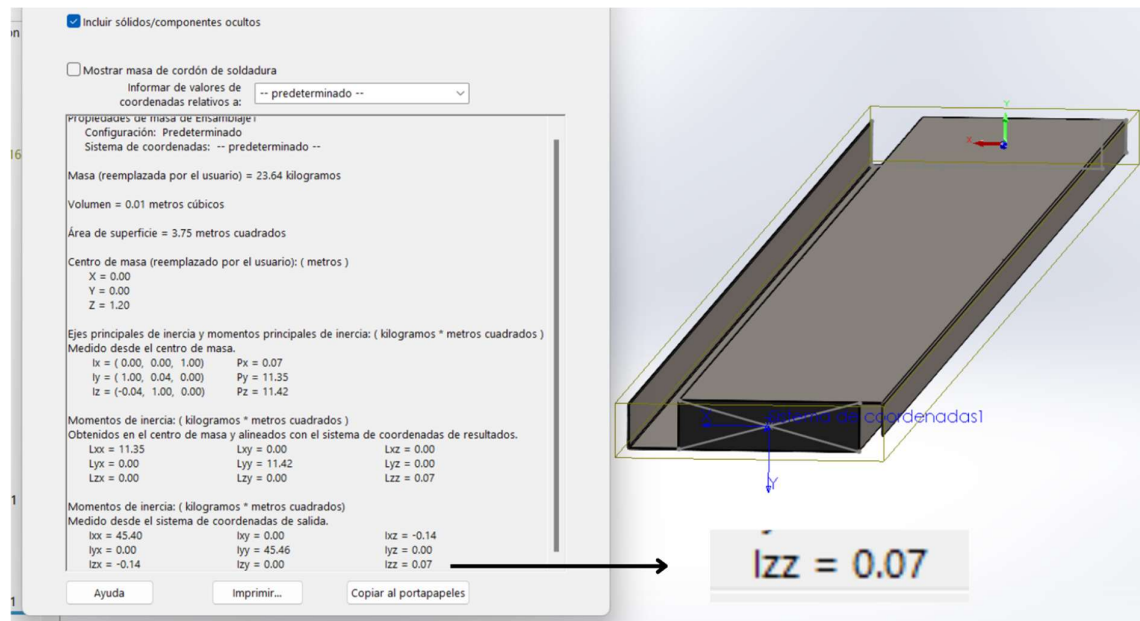 Incluir sólidos/componentes ocultos
Mostrar masa de cordón de soldadura
Informar de valores de
coordenadas relativos a:
-- predeterminado --
Propiedades de masa de Ensamblaje1
Configuración: Predeterminado
Sistema de coordenadas: -- predeterminado --
Masa (reemplazada por el usuario) = 23.64 kilogramos
Volumen = 0.01 metros cúbicos
Área de superficie = 3.75 metros cuadrados
Centro de masa (reemplazado por el usuario): ( metros )
X = 0.00
Y = 0.00
Z = 1.20
Ejes principales de inercia y momentos principales de inercia: ( kilogramos * metros cuadrados )
Medido desde el centro de masa.
Ix = ( 0.00, 0.00, 1.00) Px = 0.07
Iy = ( 1.00, 0.04, 0.00) Py = 11.35
Iz = (-0.04, 1.00, 0.00) Pz = 11.42
Momentos de inercia: ( kilogramos * metros cuadrados )
Obtenidos en el centro de masa y alineados con el sistema de coordenadas de resultados.
Lxx = 11.35 Lxy = 0.00 Lxz = 0.00
Lyx = 0.00 Lyy = 11.42 Lyz = 0.00
Lzx = 0.00 Lzy = 0.00 Lzz = 0.07
Momentos de inercia: ( kilogramos * metros cuadrados)
Medido desde el sistema de coordenadas de salida.
Ixx = 45.40 Ixy = 0.00 Ixz = -0.14
Iyx = 0.00 Iyy = 45.46 Iyz = 0.00
Izx = -0.14 Izy = 0.00 Izz = 0.07
Ayuda
Imprimir...
Copiar al portapapeles
16
1
1
Y
X
de coordenadas1
Y
Izz = 0.07